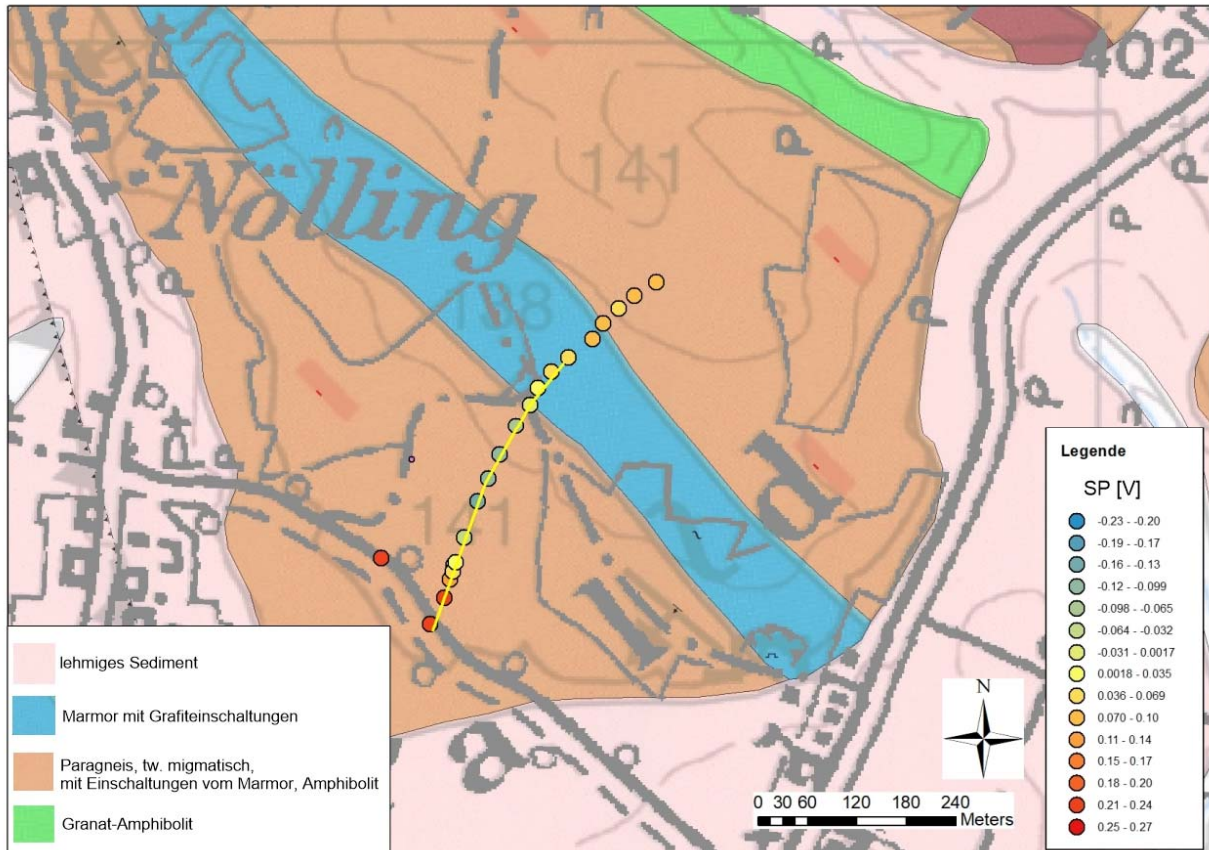 402
141
Nölling
138
141
d
a
N
0 30 60 120 180 240
Meters
Legende
SP [V]
-0.23 - -0.20
-0.19 - -0.17
-0.16 - -0.13
-0.12 - -0.099
-0.098 - -0.065
-0.064 - -0.032
-0.031 - 0.0017
0.0018 - 0.035
0.036 - 0.069
0.070 - 0.10
0.11 - 0.14
0.15 - 0.17
0.18 - 0.20
0.21 - 0.24
0.25 - 0.27
lehmiges Sediment
Marmor mit Grafiteinschaltungen
Paragneis, tw. migmatisch,
mit Einschaltungen vom Marmor, Amphibolit
Granat-Amphibolit